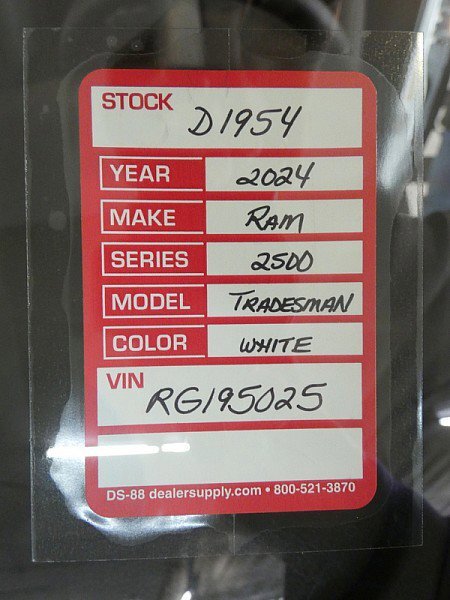 STOCK
D1954
YEAR 2024
MAKE RAM
SERIES 2500
MODEL TRADESMAN
COLOR WHITE
VIN
RG195025
DS-88 dealersupply.com • 800-521-3870